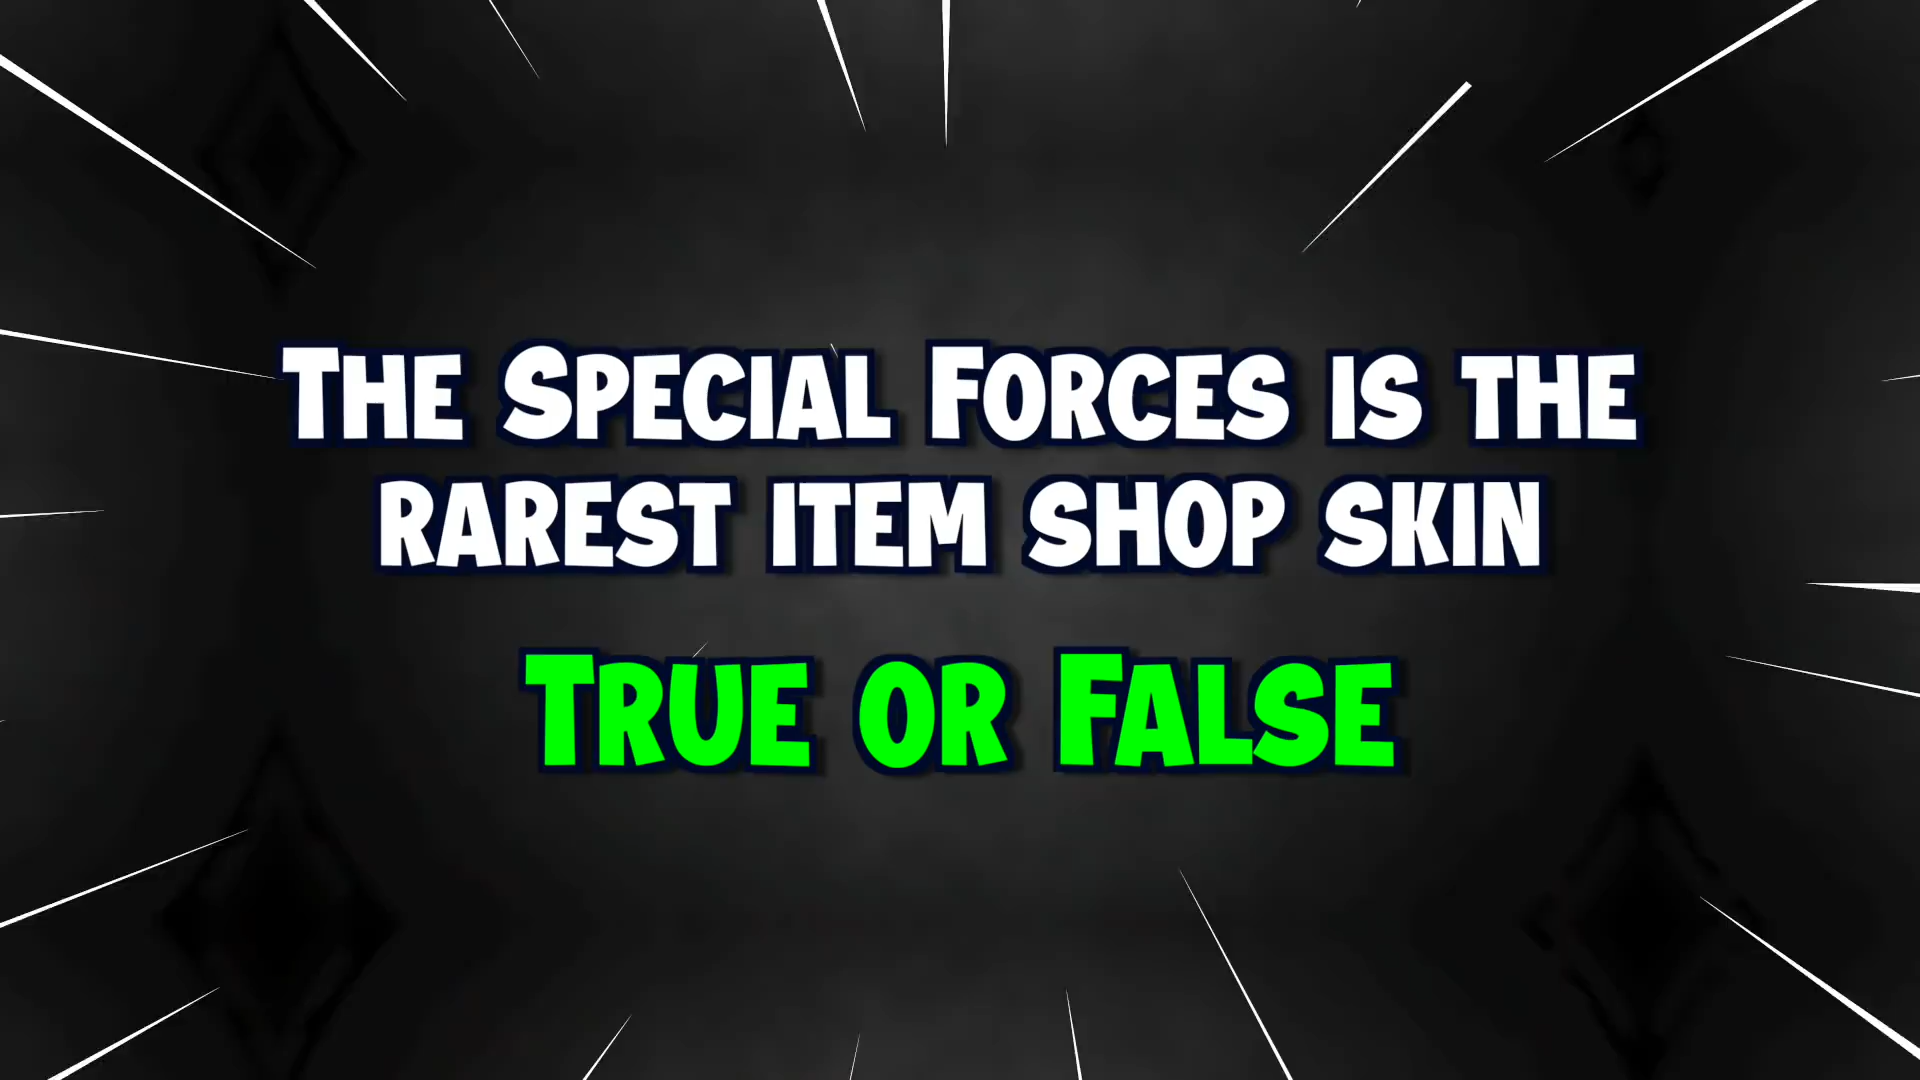 The Special Forces is the
rarest item shop skin
True or False